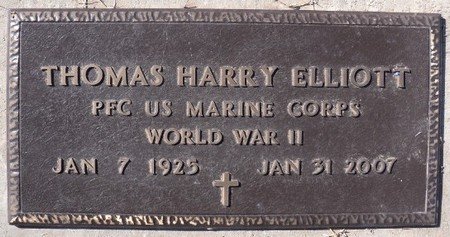 THOMAS HARRY ELLIOTT
PFC US MARINE CORPS
WORLD WAR II
JAN 7 1925 JAN 31 2007